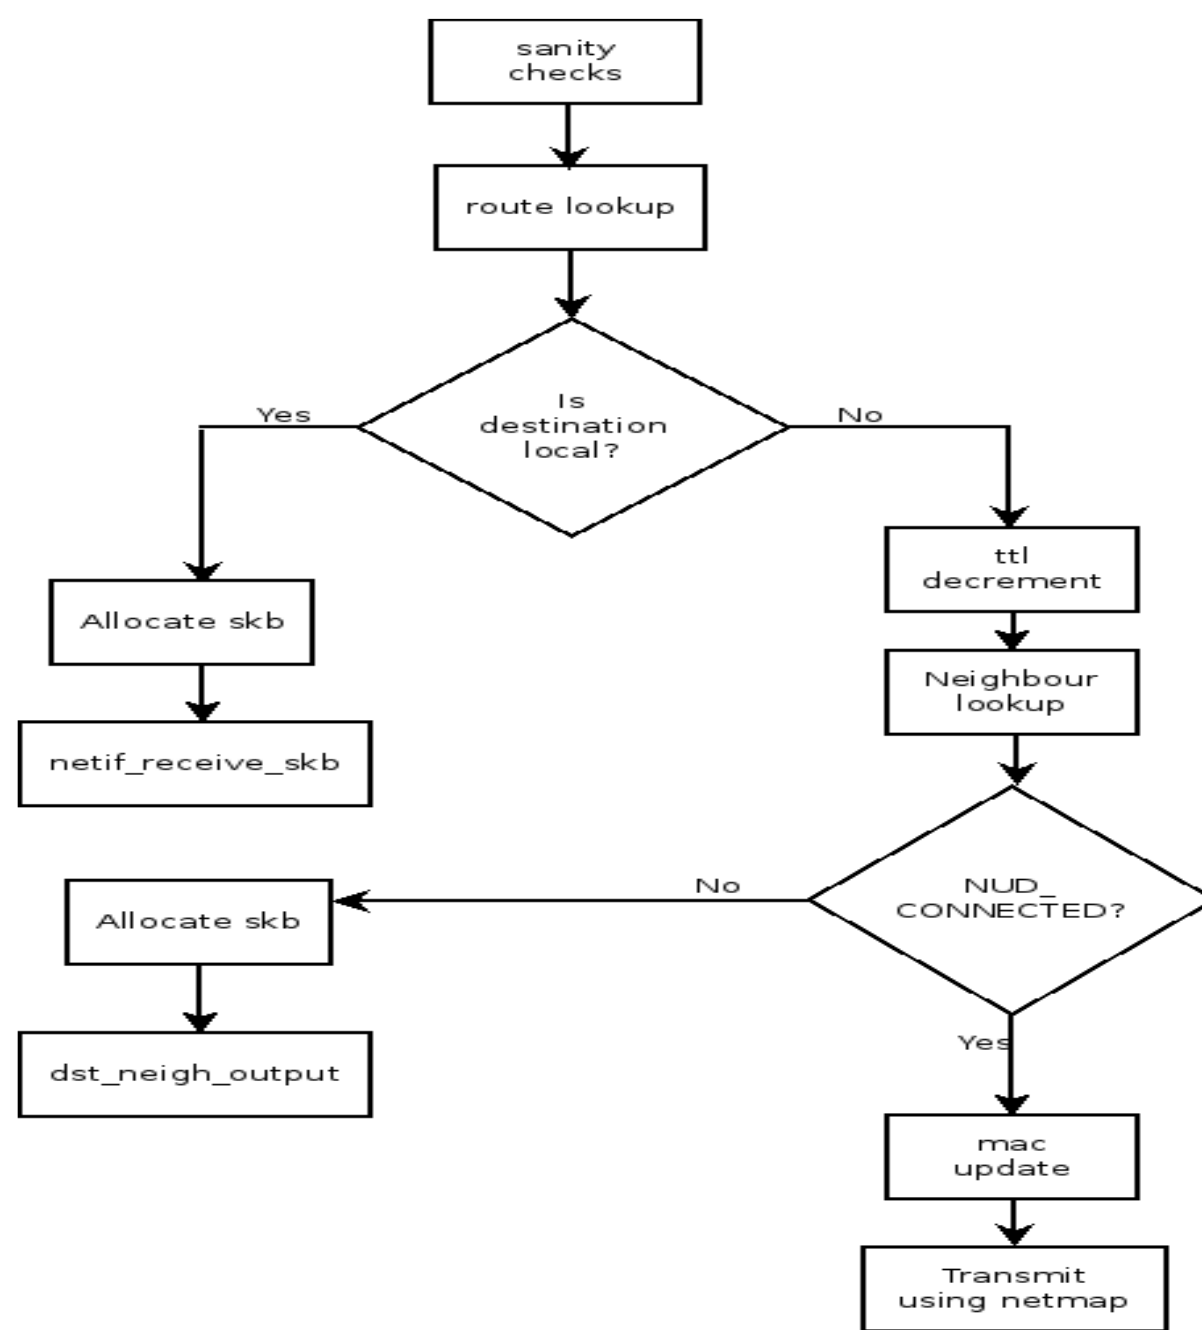 sanity
checks
route lookup
Is
destination
local?
Yes
No
ttl
decrement
Allocate skb
Neighbour
lookup
netif_receive_skb
NUD_
CONNECTED?
No
Allocate skb
Yes
dst_neigh_output
mac
update
Transmit
using netmap